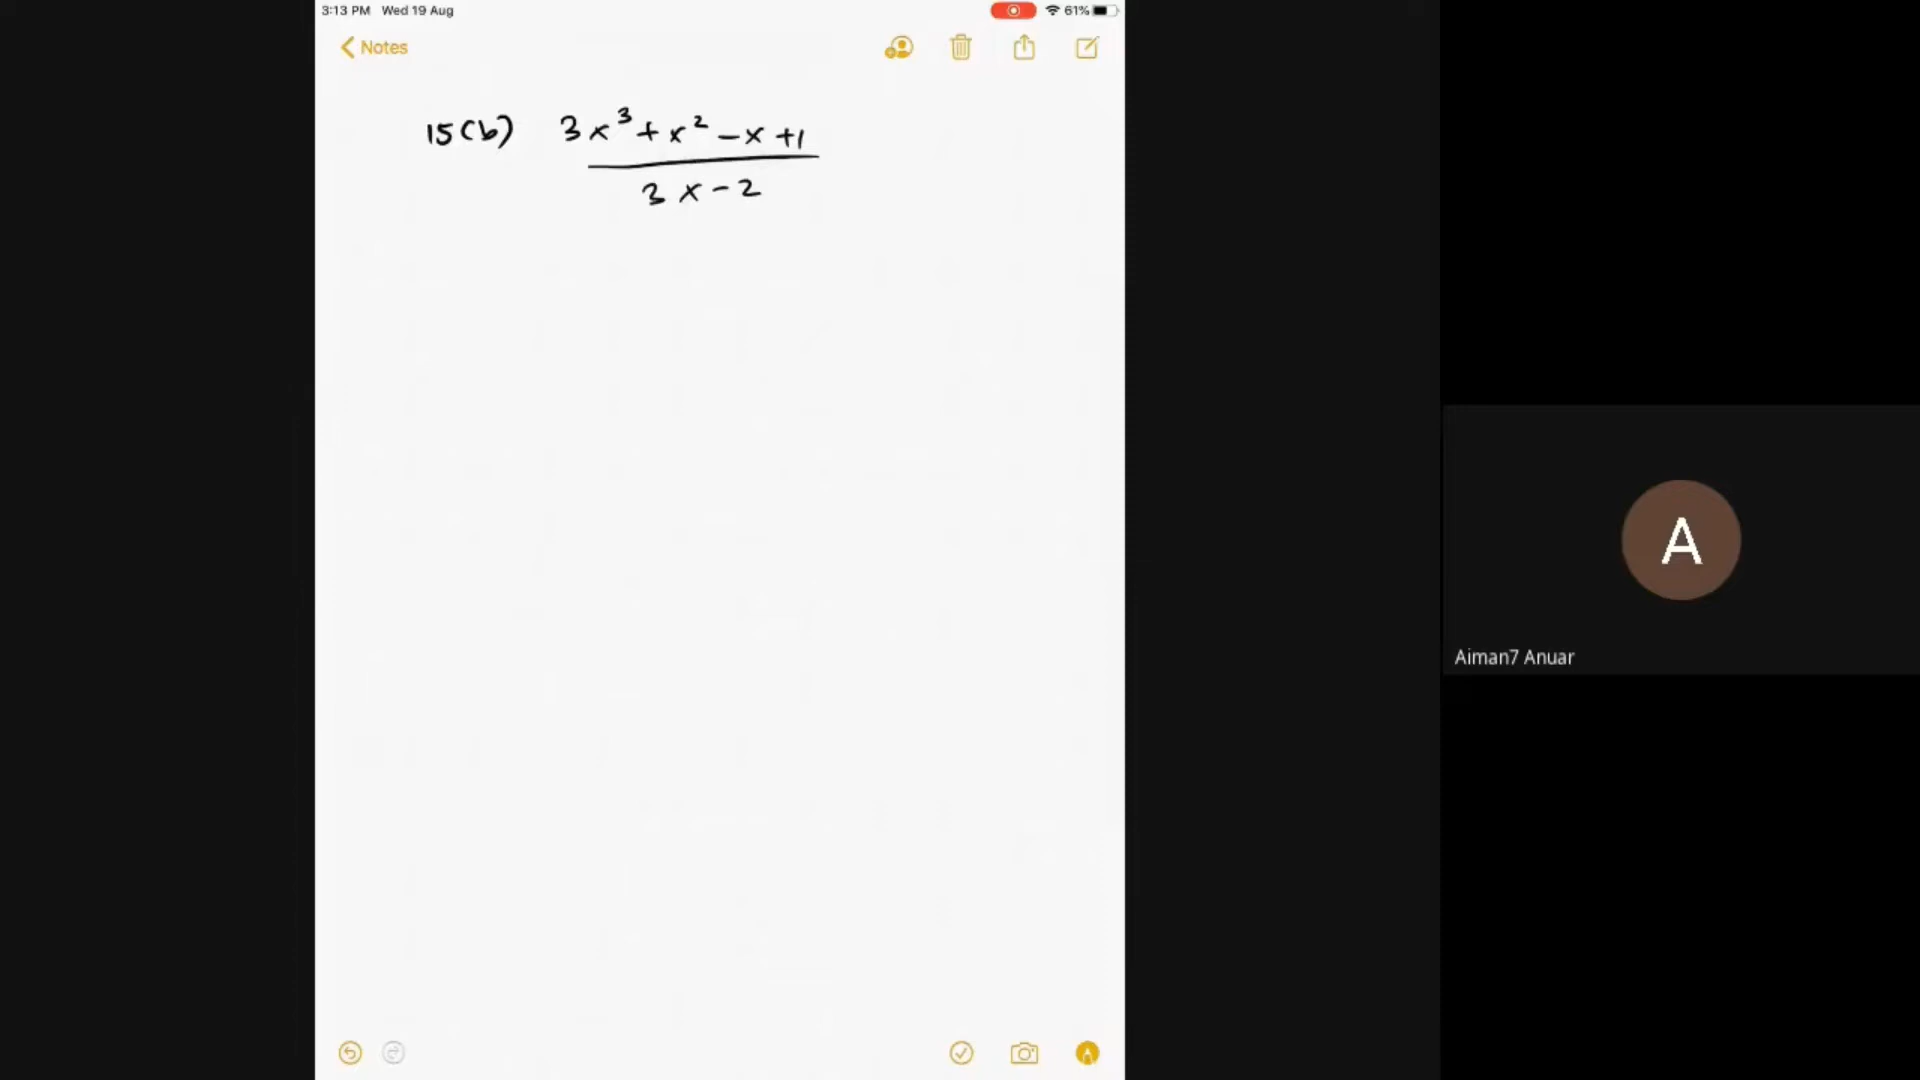 3:13 PM Wed 19 Aug
61%
Notes
15(b) 3x³+x²-x+1
3x-2
A
Aiman7 Anuar